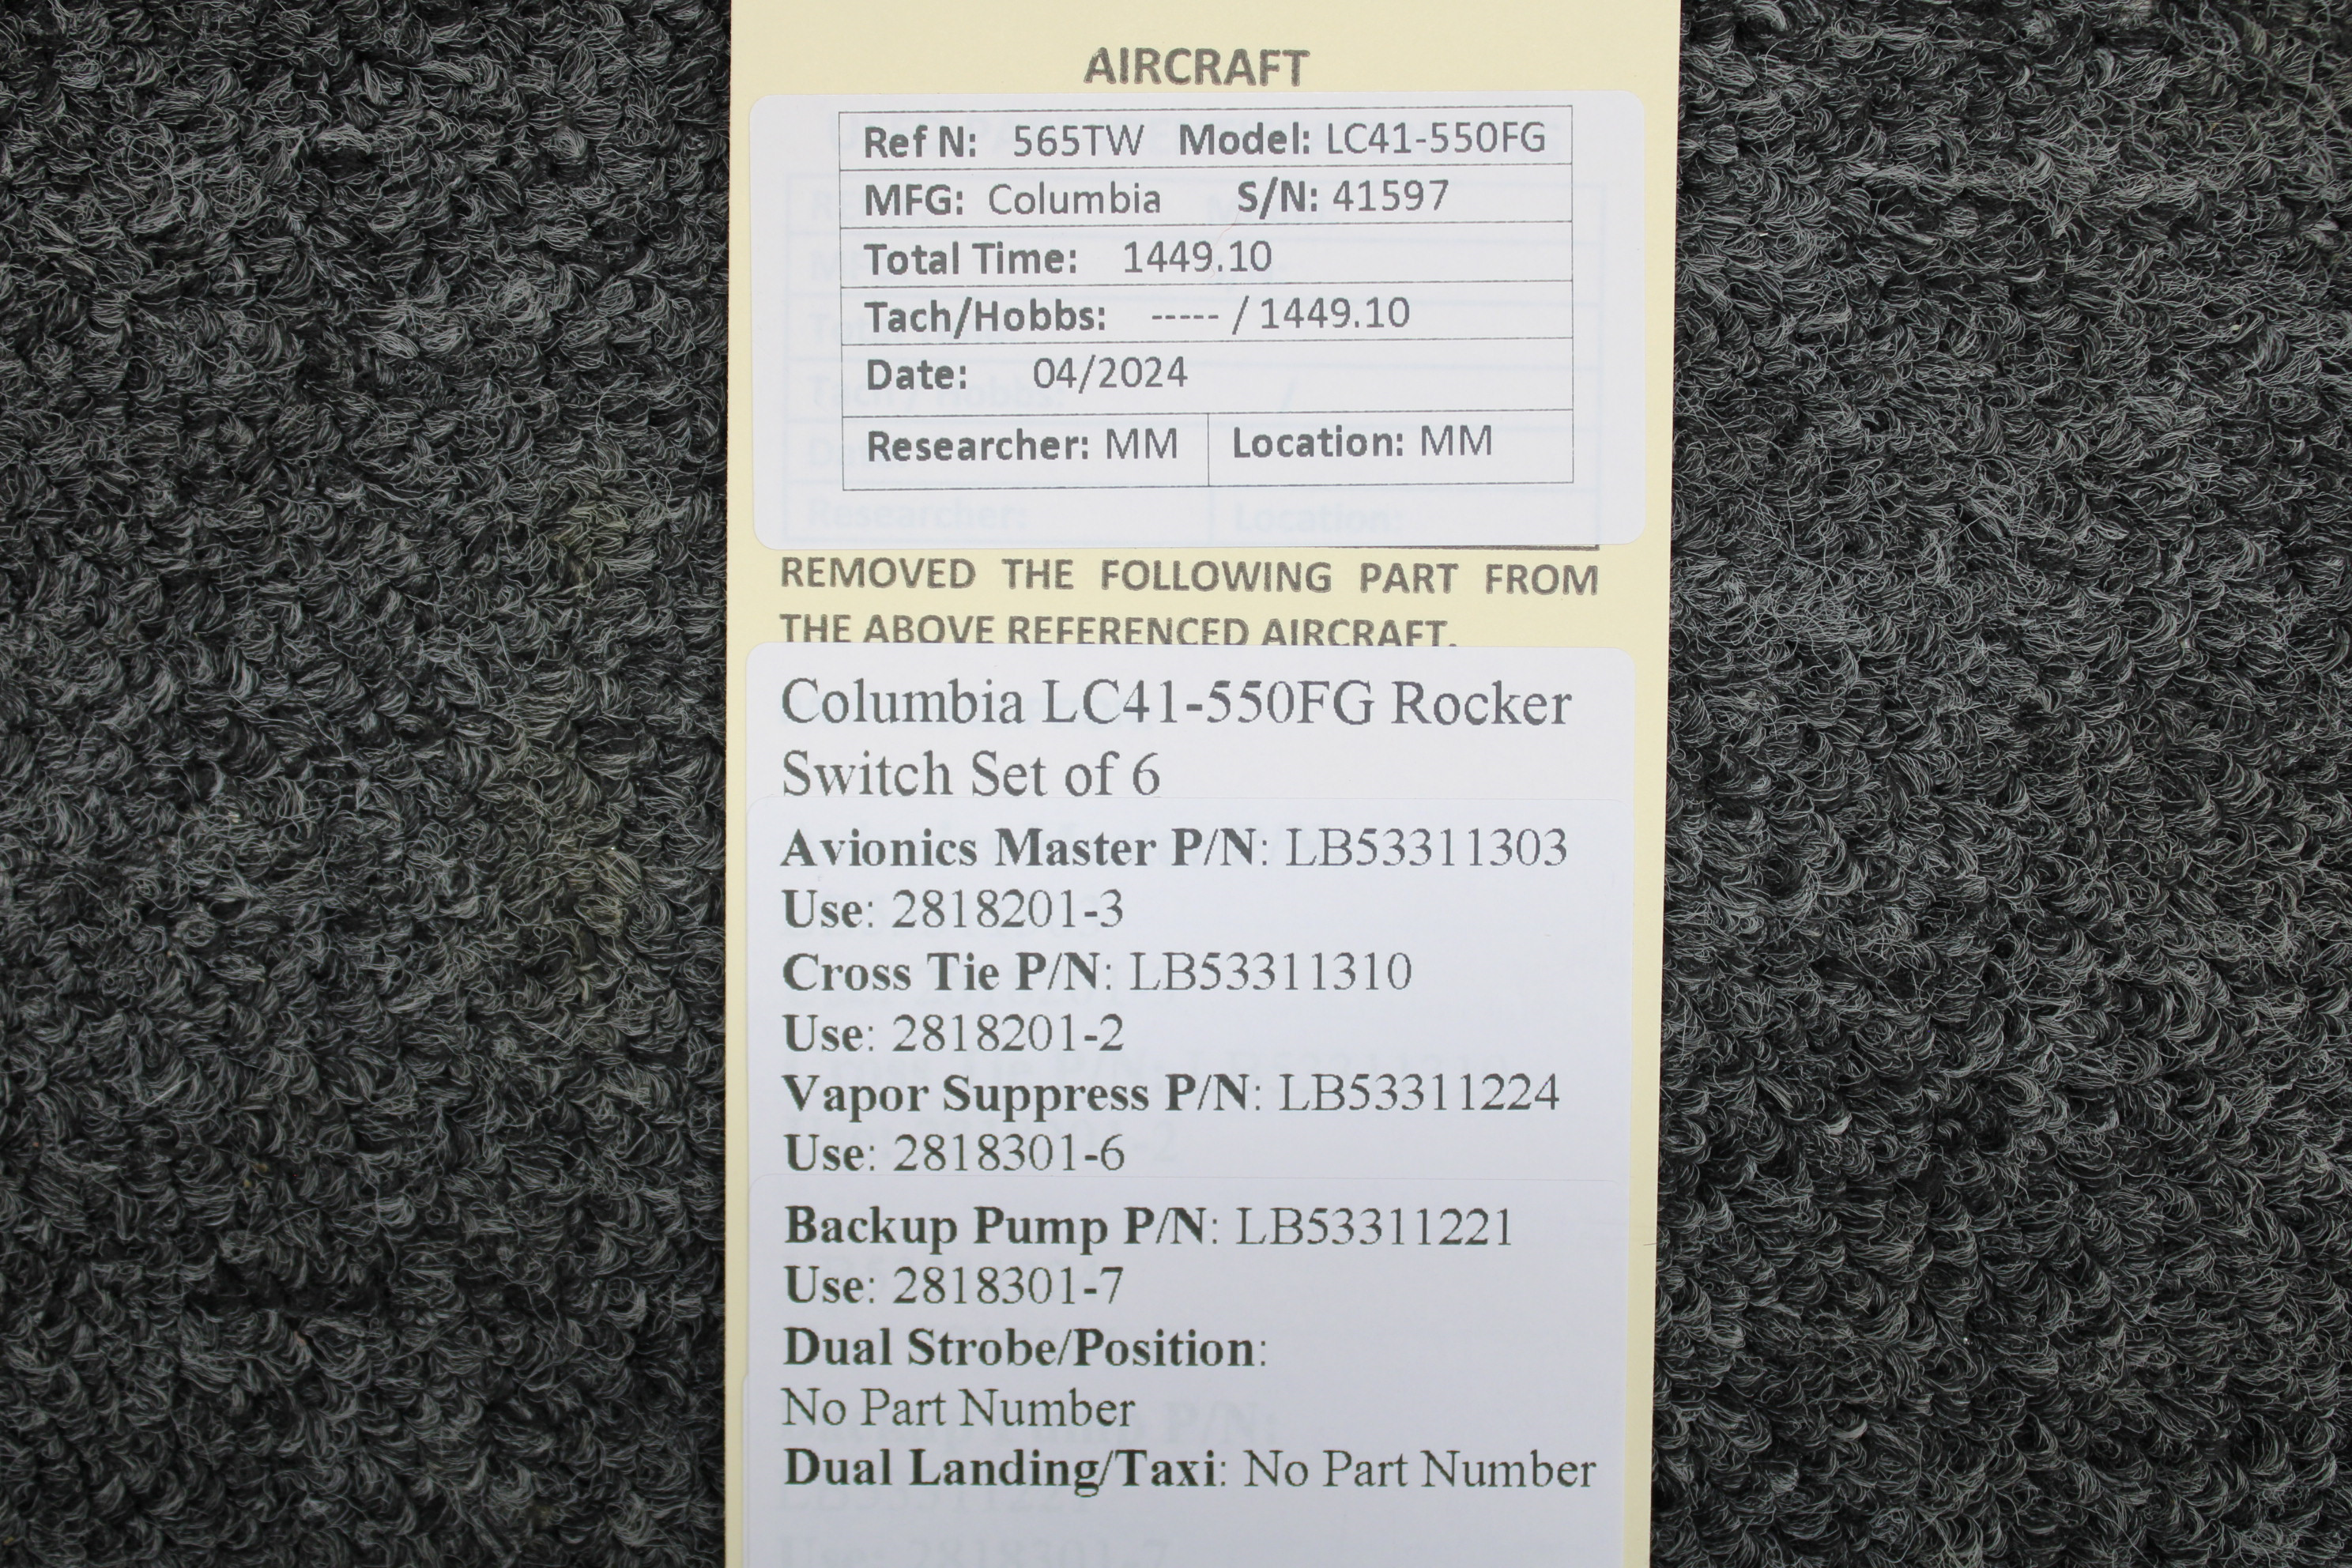 AIRCRAFT
Ref N: 565TW Model: LC41-550FG
MFG: Columbia S/N: 41597
Total Time: 1449.10
Tach/Hobbs: ----- / 1449.10
Date: 04/2024
Researcher: MM Location: MM
REMOVED THE FOLLOWING PART FROM
THE ABOVE REFERENCED AIRCRAFT.
Columbia LC41-550FG Rocker
Switch Set of 6
Avionics Master P/N: LB53311303
Use: 2818201-3
Cross Tie P/N: LB53311310
Use: 2818201-2
Vapor Suppress P/N: LB53311224
Use: 2818301-6
Backup Pump P/N: LB53311221
Use: 2818301-7
Dual Strobe/Position:
No Part Number
Dual Landing/Taxi: No Part Number